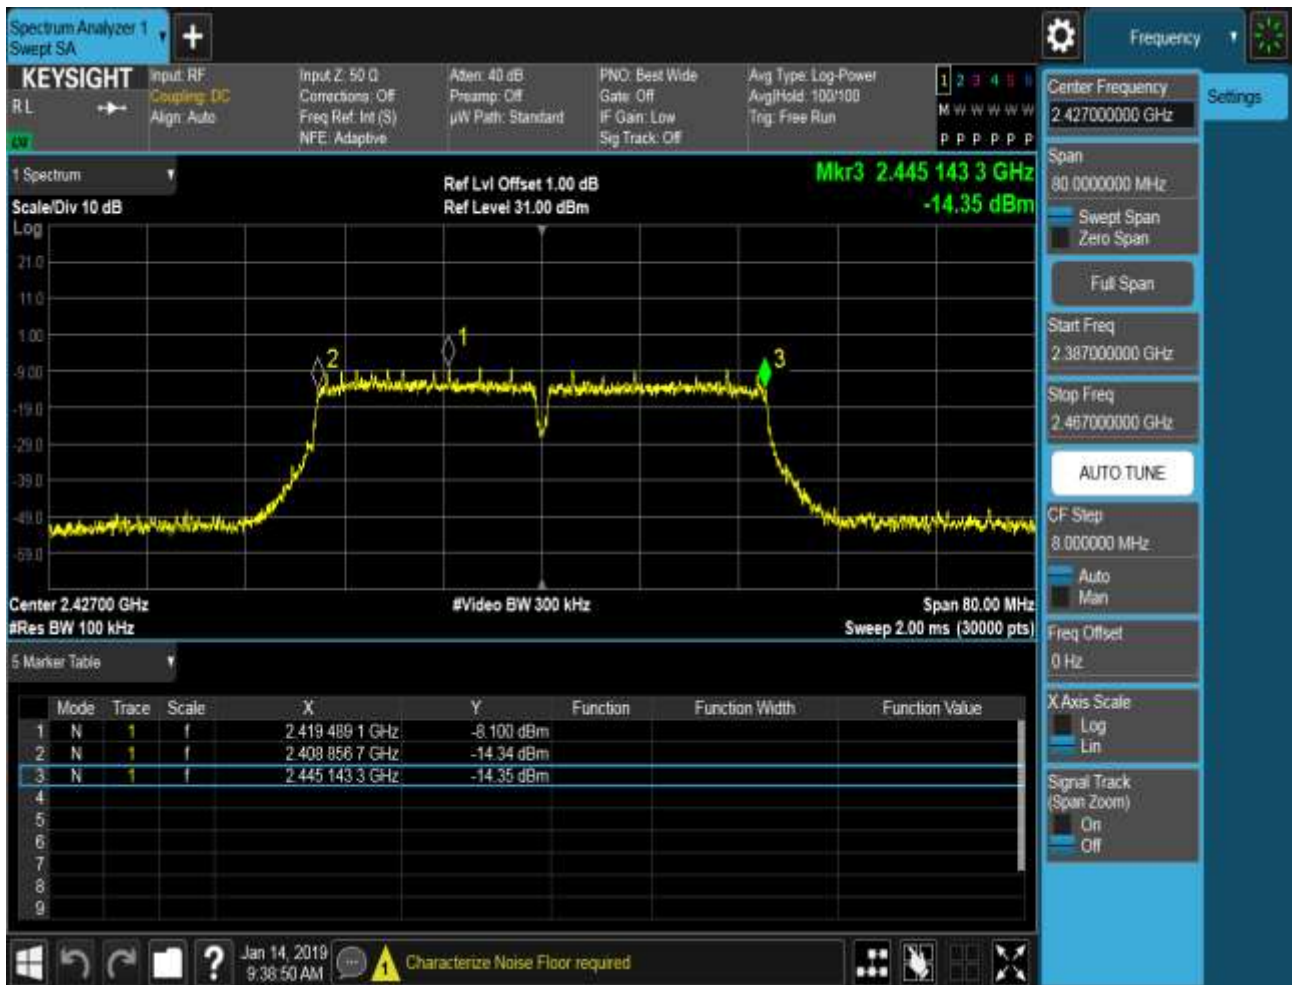 Spectrum Analyzer 1
Swept SA
+
Frequency
KEYSIGHT
R L
Input: RF
Coupling: DC
Align: Auto
Input Z: 50 Ω
Corrections: Off
Freq Ref: Int (S)
NFE: Adaptive
Atten: 40 dB
Preamp: Off
µW Path: Standard
PNO: Best Wide
Gate: Off
IF Gain: Low
Sig Track: Off
Avg Type: Log-Power
Avg|Hold: 100/100
Trig: Free Run
1 2 3 4 5 6
M W W W W W
P P P P P P
1 Spectrum
Scale/Div 10 dB
Log
Ref Lvl Offset 1.00 dB
Ref Level 31.00 dBm
Mkr3 2.445 143 3 GHz
-14.35 dBm
21.0
11.0
1.00
-9.00
-19.0
-29.0
-39.0
-49.0
-59.0
1
2
3
Center 2.42700 GHz
#Res BW 100 kHz
#Video BW 300 kHz
Span 80.00 MHz
Sweep 2.00 ms (30000 pts)
5 Marker Table
Mode Trace Scale X Y Function Function Width Function Value
1 N 1 f 2.419 489 1 GHz -8.100 dBm
2 N 1 f 2.408 856 7 GHz -14.34 dBm
3 N 1 f 2.445 143 3 GHz -14.35 dBm
4
5
6
7
8
9
Center Frequency
2.427000000 GHz
Settings
Span
80.0000000 MHz
Swept Span
Zero Span
Full Span
Start Freq
2.387000000 GHz
Stop Freq
2.467000000 GHz
AUTO TUNE
CF Step
8.000000 MHz
Auto
Man
Freq Offset
0 Hz
X Axis Scale
Log
Lin
Signal Track
(Span Zoom)
On
Off
?
Jan 14, 2019
9:38:50 AM
1
Characterize Noise Floor required